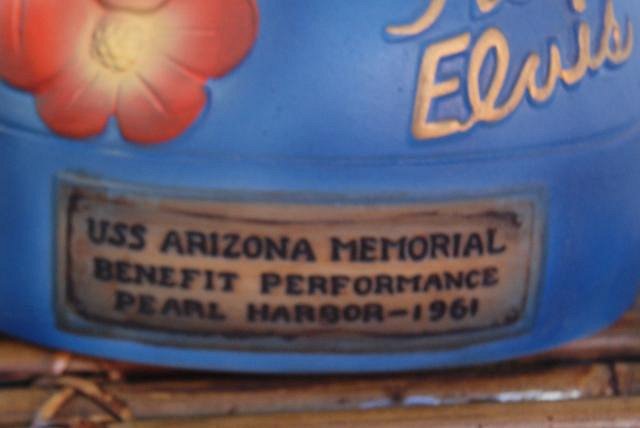 Elvis
USS ARIZONA MEMORIAL
BENEFIT PERFORMANCE
PEARL HARBOR-1961